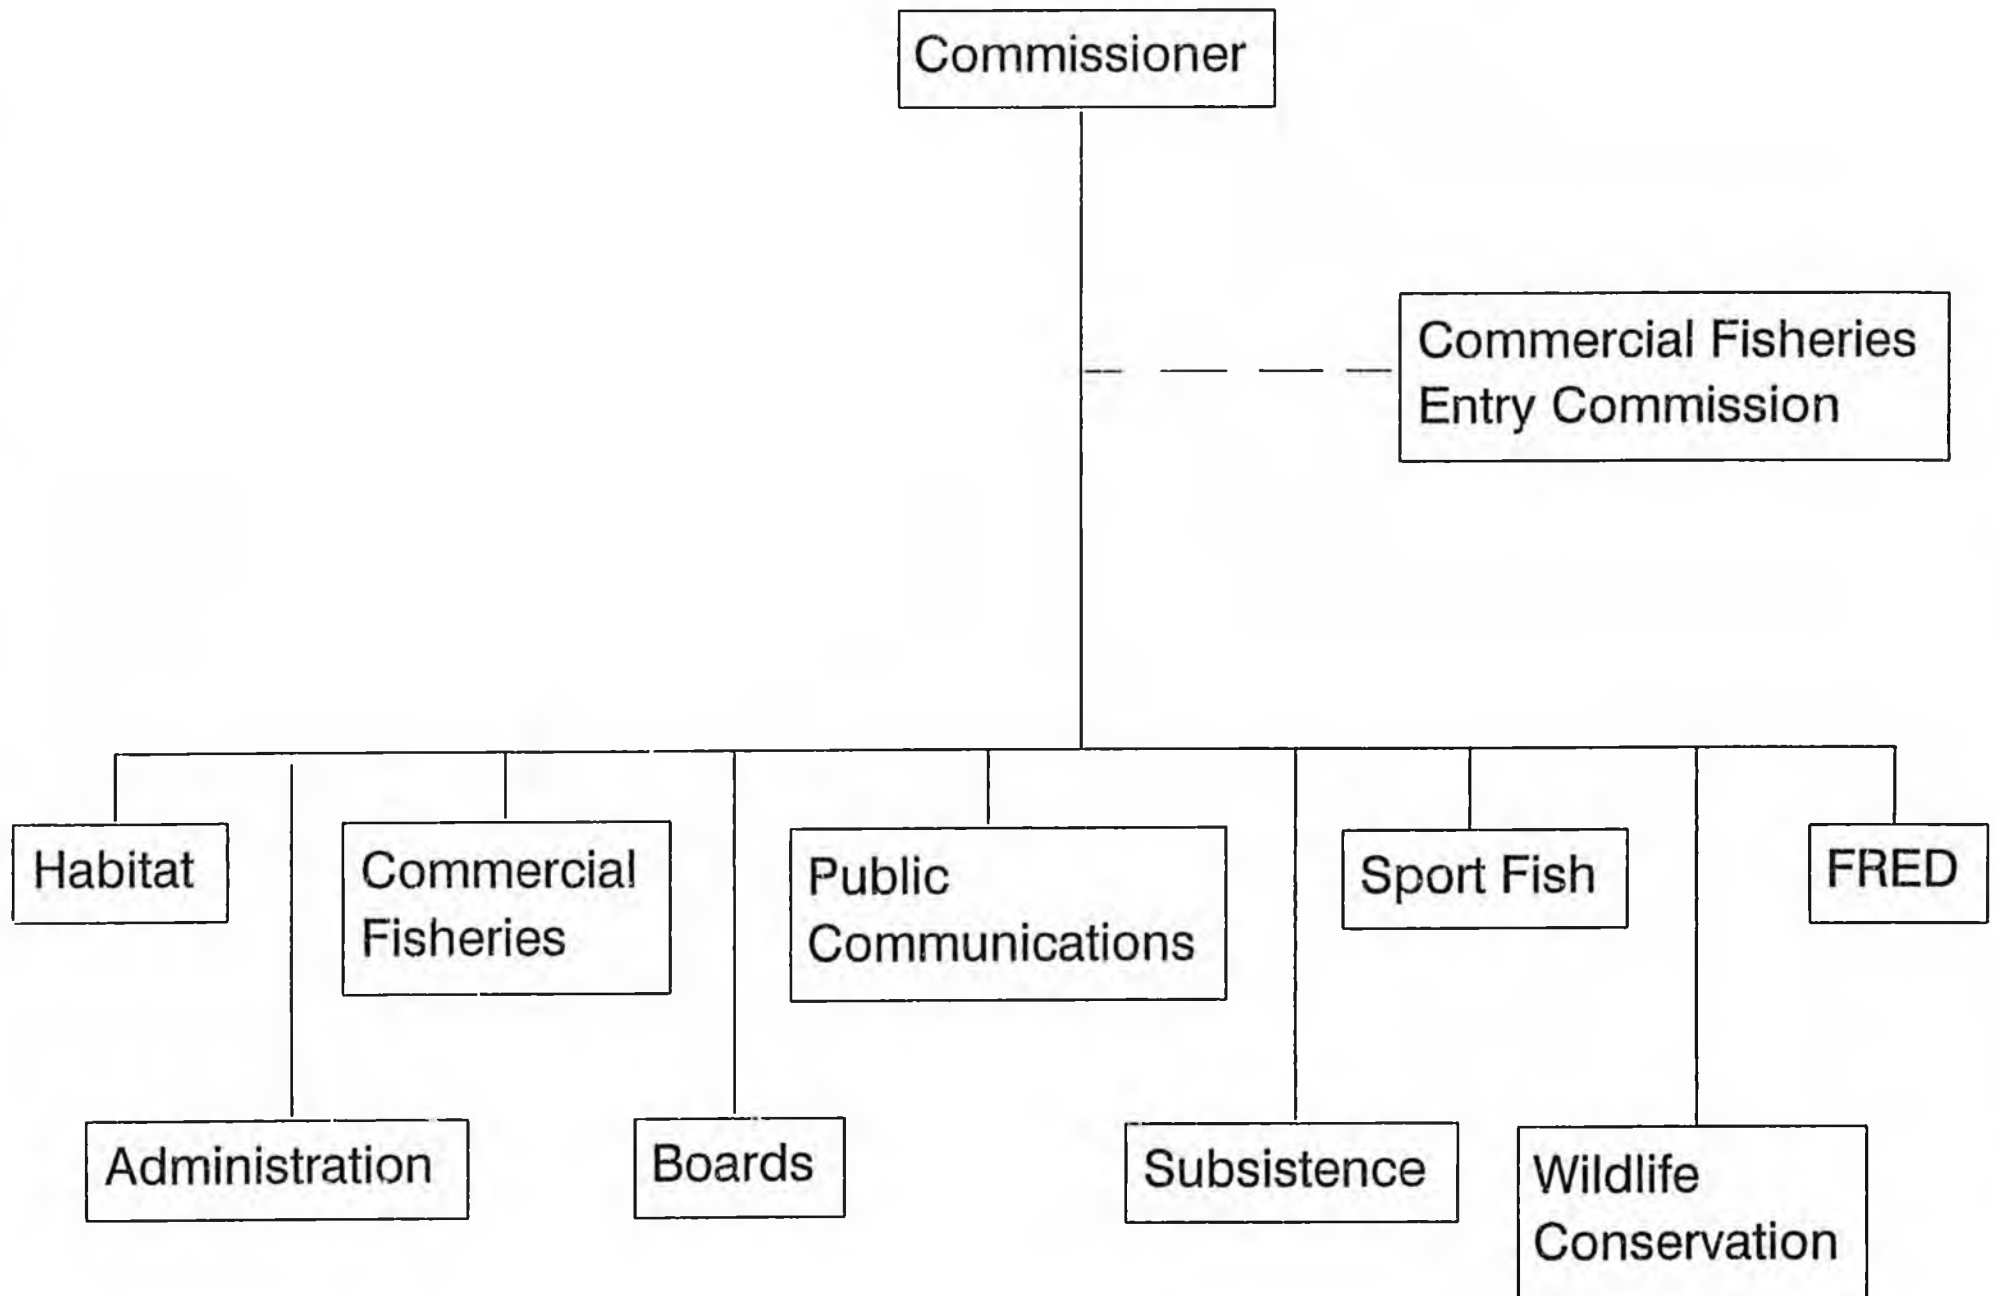 Commissioner
Commercial Fisheries
Entry Commission
Habitat
Commercial
Fisheries
Public
Communications
Sport Fish
FRED
Administration
Boards
Subsistence
Wildlife
Conservation